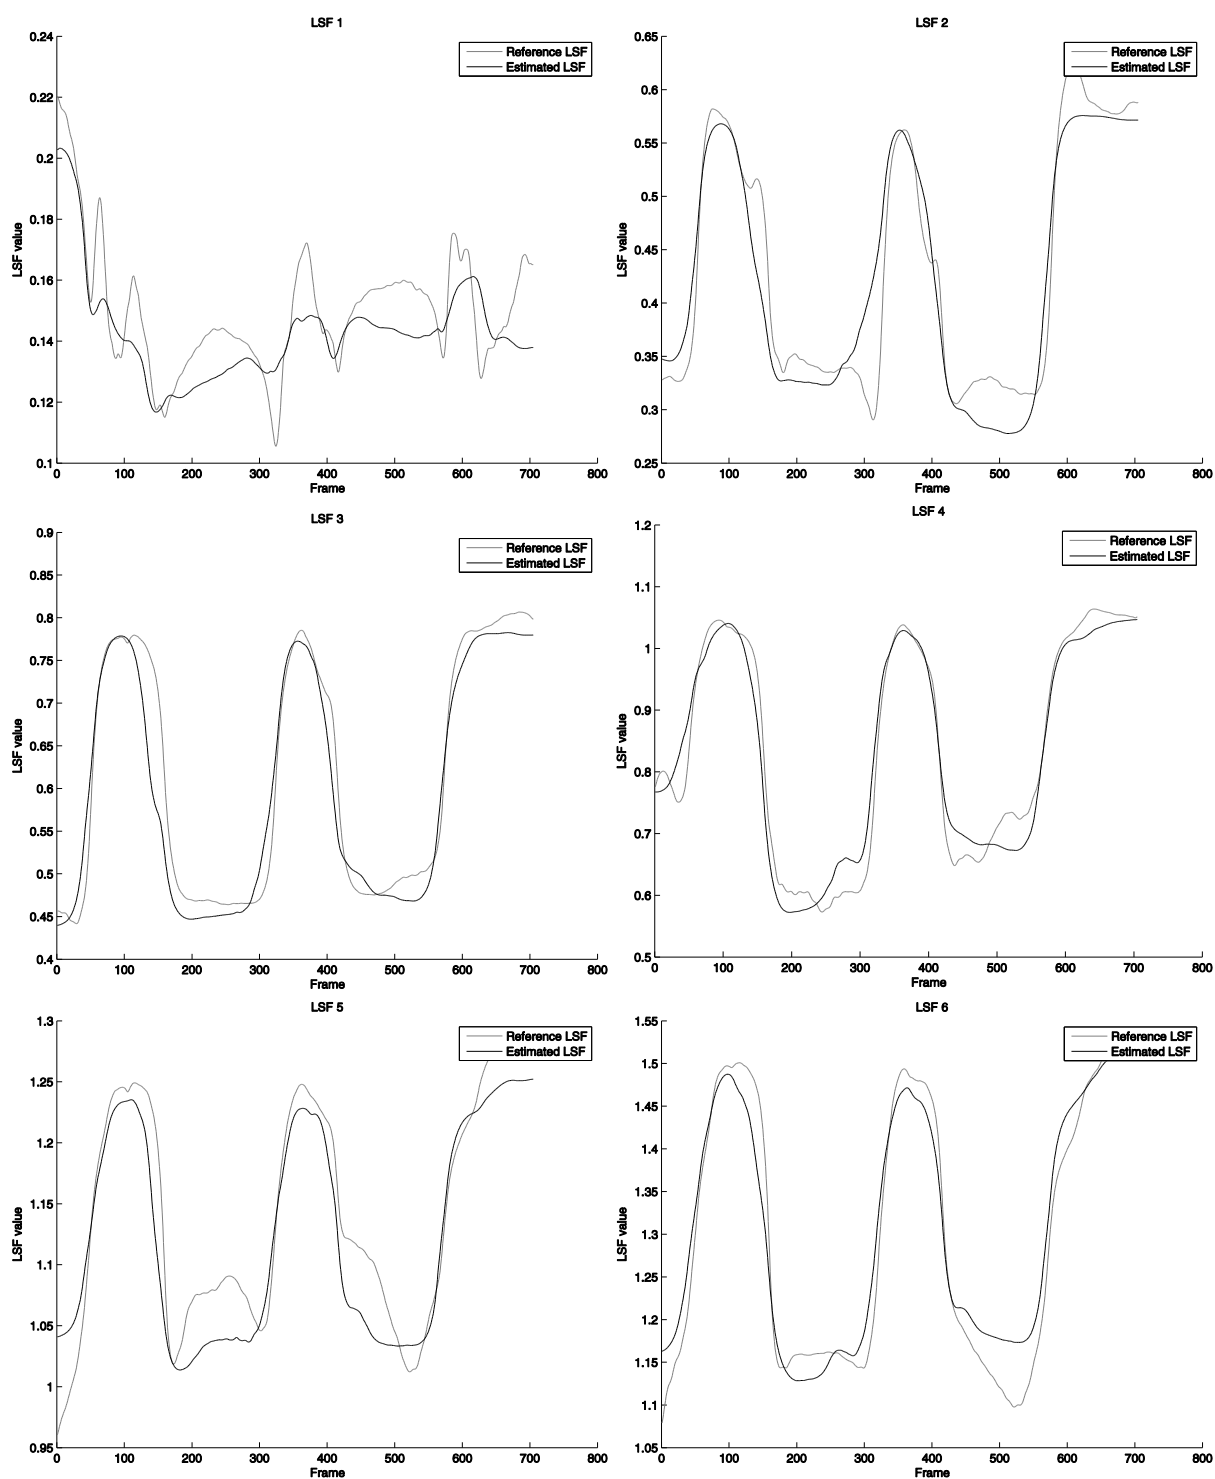 LSF 1
0.24
0.22
0.2
0.18
0.16
0.14
0.12
0.1
LSF value
0 100 200 300 400 500 600 700 800
Frame
Reference LSF
Estimated LSF
LSF 2
0.65
0.6
0.55
0.5
0.45
0.4
0.35
0.3
0.25
LSF value
0 100 200 300 400 500 600 700 800
Frame
Reference LSF
Estimated LSF
LSF 3
0.9
0.85
0.8
0.75
0.7
0.65
0.6
0.55
0.5
0.45
0.4
LSF value
0 100 200 300 400 500 600 700 800
Frame
Reference LSF
Estimated LSF
LSF 4
1.2
1.1
1
0.9
0.8
0.7
0.6
0.5
LSF value
0 100 200 300 400 500 600 700 800
Frame
Reference LSF
Estimated LSF
LSF 5
1.3
1.25
1.2
1.15
1.1
1.05
1
0.95
LSF value
0 100 200 300 400 500 600 700 800
Frame
Reference LSF
Estimated LSF
LSF 6
1.55
1.5
1.45
1.4
1.35
1.3
1.25
1.2
1.15
1.1
1.05
LSF value
0 100 200 300 400 500 600 700 800
Frame
Reference LSF
Estimated LSF